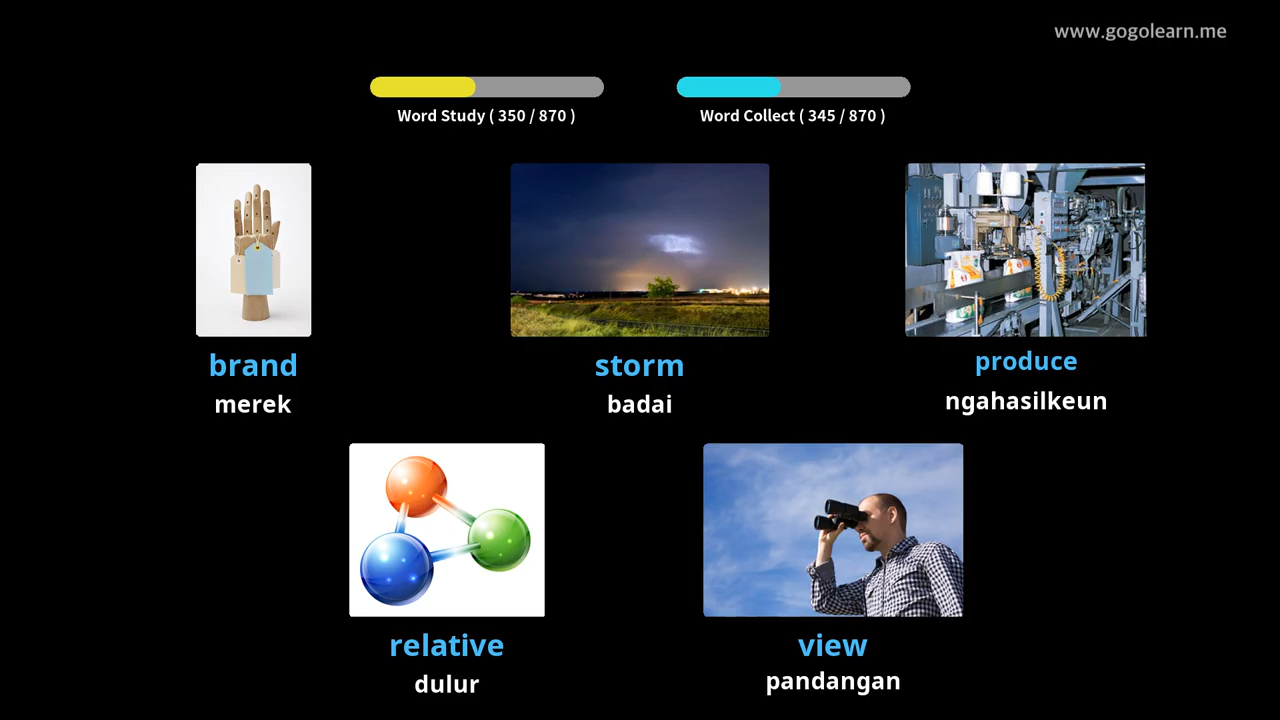 www.gogolearn.me
Word Study ( 350 / 870 )
Word Collect ( 345 / 870 )
brand
merek
storm
badai
produce
ngahasilkeun
relative
dulur
view
pandangan